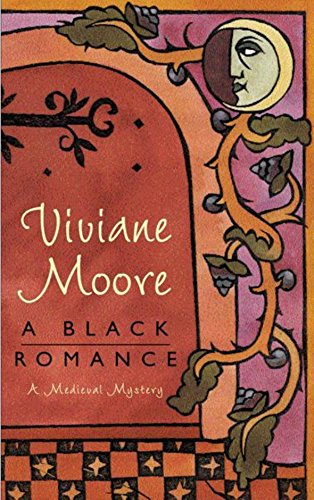 Viviane
Moore
A BLACK
ROMANCE
A Medieval Mystery